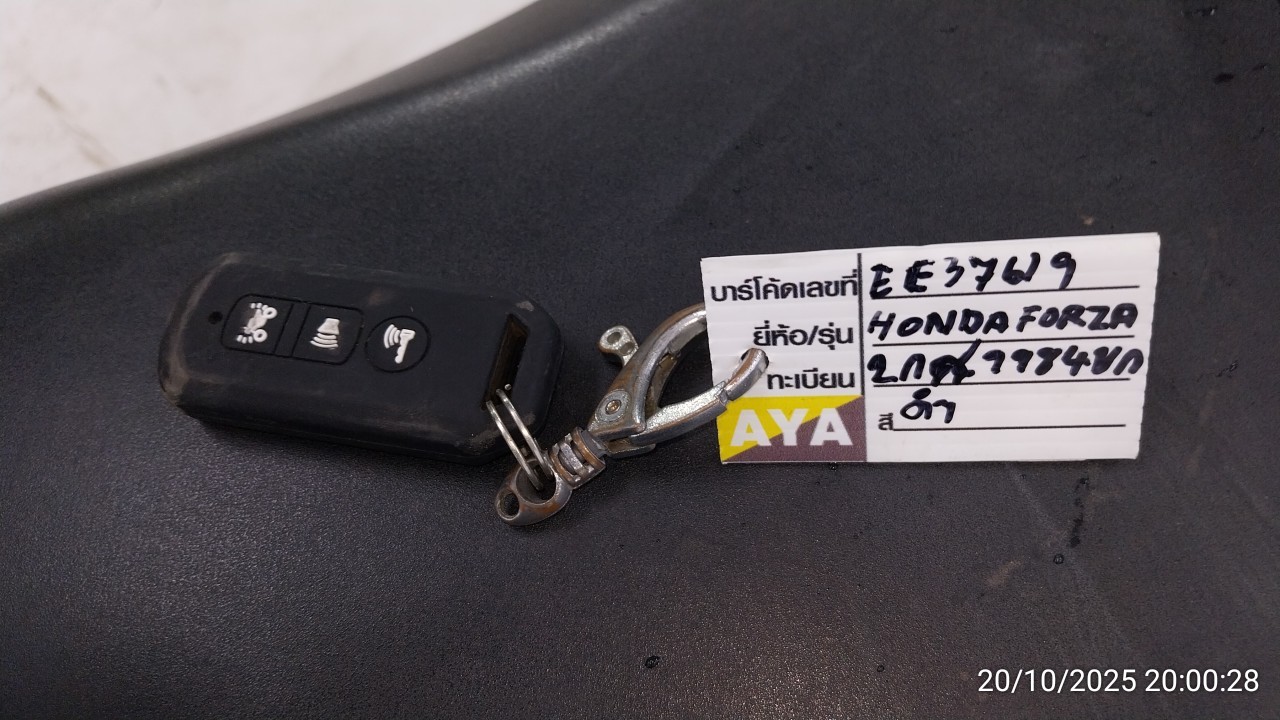 บาร์โค้ดเลขที่ EE37619
ยี่ห้อ/รุ่น HONDA FORZA
ทะเบียน
AYA
สี ดำ
20/10/2025 20:00:28